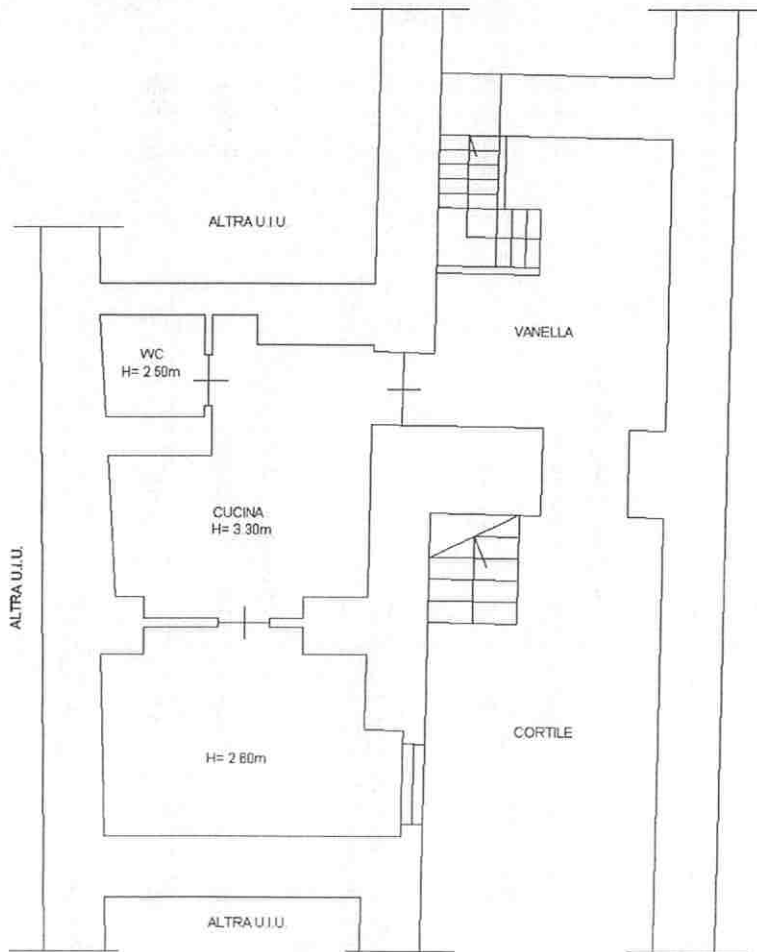 ALTRA U.I.U.
VANELLA
WC
H= 2.50m
CUCINA
H= 3.30m
ALTRA U.I.U.
CORTILE
H= 2.60m
ALTRA U.I.U.